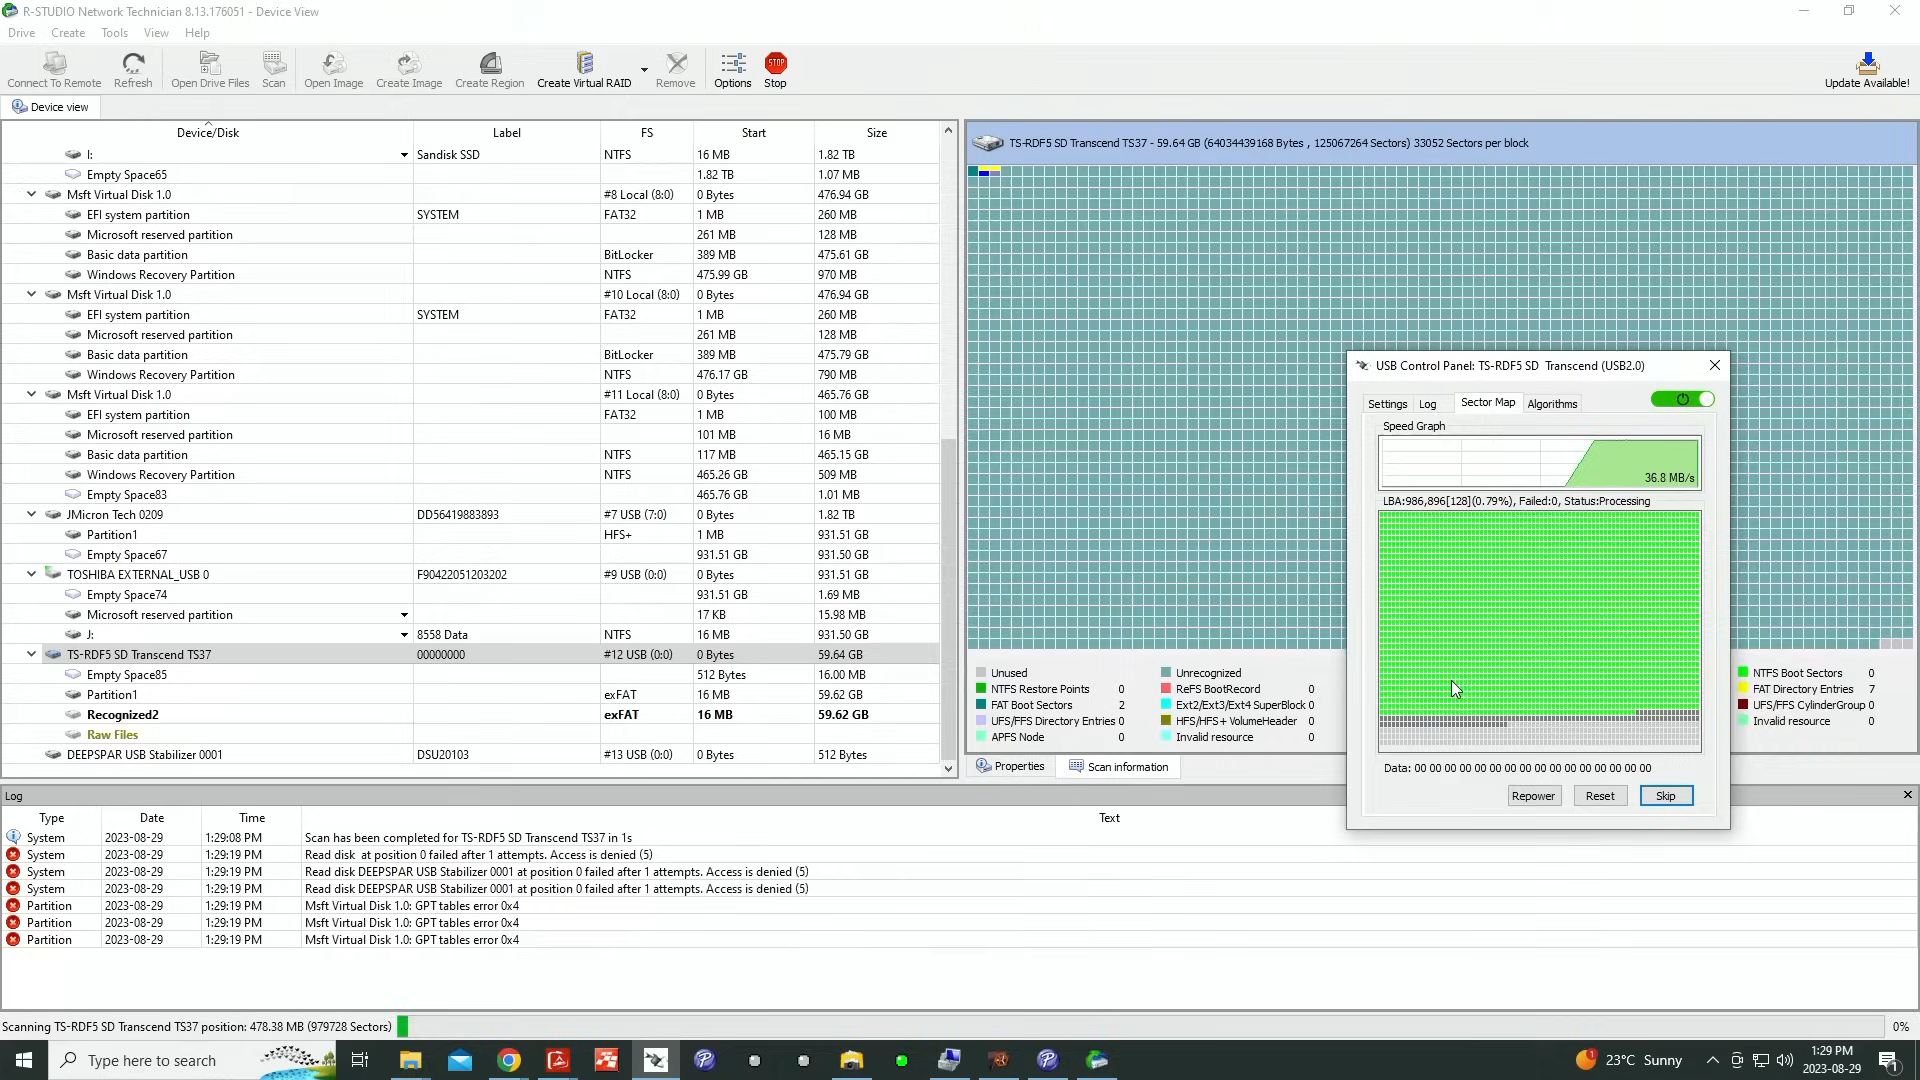 R-STUDIO Network Technician 8.13.176051 - Device View
Drive Create Tools View Help
Connect To Remote Refresh Open Drive Files Scan Open Image Create Image Create Region Create Virtual RAID Remove Options STOP Stop Update Available!
Device view
Device/Disk Label FS Start Size
I: Sandisk SSD NTFS 16 MB 1.82 TB
Empty Space65 1.82 TB 1.07 MB
Msft Virtual Disk 1.0 #8 Local (8:0) 0 Bytes 476.94 GB
EFI system partition SYSTEM FAT32 1 MB 260 MB
Microsoft reserved partition 261 MB 128 MB
Basic data partition BitLocker 389 MB 475.61 GB
Windows Recovery Partition NTFS 475.99 GB 970 MB
Msft Virtual Disk 1.0 #10 Local (8:0) 0 Bytes 476.94 GB
EFI system partition SYSTEM FAT32 1 MB 260 MB
Microsoft reserved partition 261 MB 128 MB
Basic data partition BitLocker 389 MB 475.79 GB
Windows Recovery Partition NTFS 476.17 GB 790 MB
Msft Virtual Disk 1.0 #11 Local (8:0) 0 Bytes 465.76 GB
EFI system partition FAT32 1 MB 100 MB
Microsoft reserved partition 101 MB 16 MB
Basic data partition NTFS 117 MB 465.15 GB
Windows Recovery Partition NTFS 465.26 GB 509 MB
Empty Space83 465.76 GB 1.01 MB
JMicron Tech 0209 DD56419883893 #7 USB (7:0) 0 Bytes 1.82 TB
Partition1 HFS+ 1 MB 931.51 GB
Empty Space67 931.51 GB 931.50 GB
TOSHIBA EXTERNAL_USB 0 F90422051203202 #9 USB (0:0) 0 Bytes 931.51 GB
Empty Space74 931.51 GB 1.69 MB
Microsoft reserved partition 17 KB 15.98 MB
J: 8558 Data NTFS 16 MB 931.50 GB
TS-RDF5 SD Transcend TS37 00000000 #12 USB (0:0) 0 Bytes 59.64 GB
Empty Space85 512 Bytes 16.00 MB
Partition1 exFAT 16 MB 59.62 GB
Recognized2 exFAT 16 MB 59.62 GB
Raw Files
DEEPSPAR USB Stabilizer 0001 DSU20103 #13 USB (0:0) 0 Bytes 512 Bytes
TS-RDF5 SD Transcend TS37 - 59.64 GB (64034439168 Bytes , 125067264 Sectors) 33052 Sectors per block
Unused Unrecognized NTFS Boot Sectors 0
NTFS Restore Points 0 ReFS BootRecord 0 FAT Directory Entries 7
FAT Boot Sectors 2 Ext2/Ext3/Ext4 SuperBlock 0 UFS/FFS CylinderGroup 0
UFS/FFS Directory Entries 0 HFS/HFS+ VolumeHeader 0 Invalid resource 0
APFS Node 0 Invalid resource 0
Properties Scan information
USB Control Panel: TS-RDF5 SD Transcend (USB2.0)
Settings Log Sector Map Algorithms
Speed Graph
36.8 MB/s
LBA:986,896[128](0.79%), Failed:0, Status:Processing
Data: 00 00 00 00 00 00 00 00 00 00 00 00 00 00 00 00
Repower Reset Skip
Log
Type Date Time Text
System 2023-08-29 1:29:08 PM Scan has been completed for TS-RDF5 SD Transcend TS37 in 1s
System 2023-08-29 1:29:19 PM Read disk at position 0 failed after 1 attempts. Access is denied (5)
System 2023-08-29 1:29:19 PM Read disk DEEPSPAR USB Stabilizer 0001 at position 0 failed after 1 attempts. Access is denied (5)
System 2023-08-29 1:29:19 PM Read disk DEEPSPAR USB Stabilizer 0001 at position 0 failed after 1 attempts. Access is denied (5)
Partition 2023-08-29 1:29:19 PM Msft Virtual Disk 1.0: GPT tables error 0x4
Partition 2023-08-29 1:29:19 PM Msft Virtual Disk 1.0: GPT tables error 0x4
Partition 2023-08-29 1:29:19 PM Msft Virtual Disk 1.0: GPT tables error 0x4
Scanning TS-RDF5 SD Transcend TS37 position: 478.38 MB (979728 Sectors) 0%
Type here to search
23°C Sunny
1:29 PM
2023-08-29